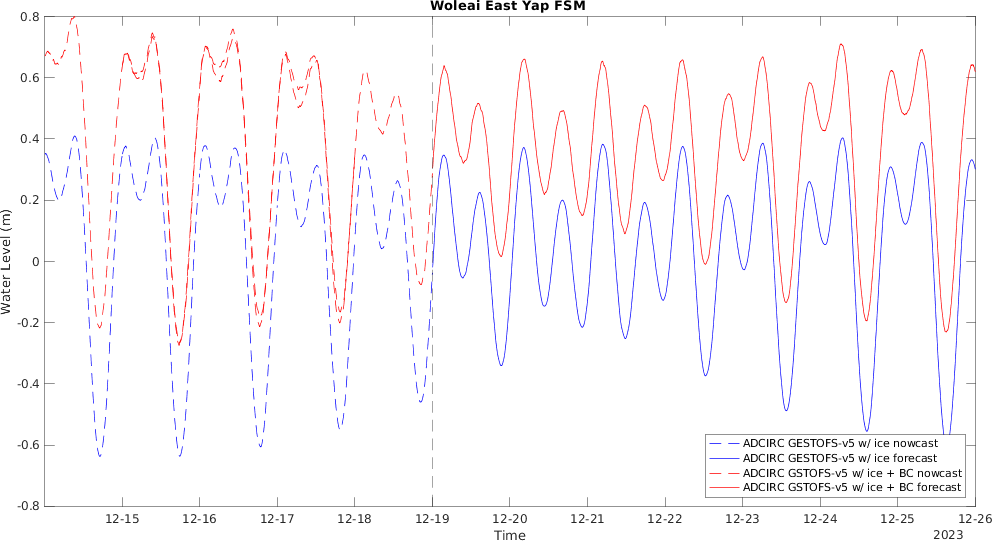 Woleai East Yap FSM
0.8
0.6
0.4
0.2
0
-0.2
-0.4
-0.6
-0.8
Water Level (m)
ADCIRC GESTOFS-v5 w/ ice nowcast
ADCIRC GESTOFS-v5 w/ ice forecast
ADCIRC GSTOFS-v5 w/ ice + BC nowcast
ADCIRC GSTOFS-v5 w/ ice + BC forecast
12-15 12-16 12-17 12-18 12-19 12-20 12-21 12-22 12-23 12-24 12-25 12-26
Time
2023